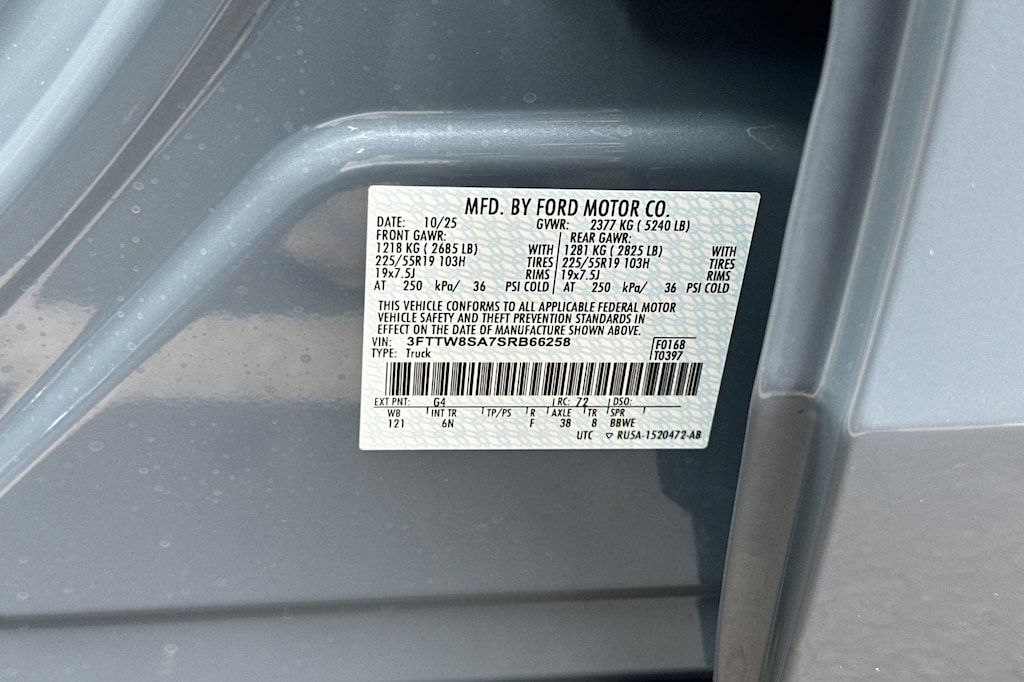 MFD. BY FORD MOTOR CO.
DATE: 10/25 GVWR: 2377 KG ( 5240 LB)
FRONT GAWR: REAR GAWR:
1218 KG ( 2685 LB) WITH 1281 KG ( 2825 LB) WITH
225/55R19 103H TIRES 225/55R19 103H TIRES
19x7.5J RIMS 19x7.5J RIMS
AT 250 kPa/ 36 PSI COLD AT 250 kPa/ 36 PSI COLD
THIS VEHICLE CONFORMS TO ALL APPLICABLE FEDERAL MOTOR
VEHICLE SAFETY AND THEFT PREVENTION STANDARDS IN
EFFECT ON THE DATE OF MANUFACTURE SHOWN ABOVE.
VIN: 3FTTW8SA7SRB66258 F0168
TYPE: Truck T0397
EXT PNT: G4 RC: 72 DSO:
WB INT TR TP/PS R AXLE TR SPR
121 6N F 38 8 BBWE
UTC ▽ RU5A-1520472-AB